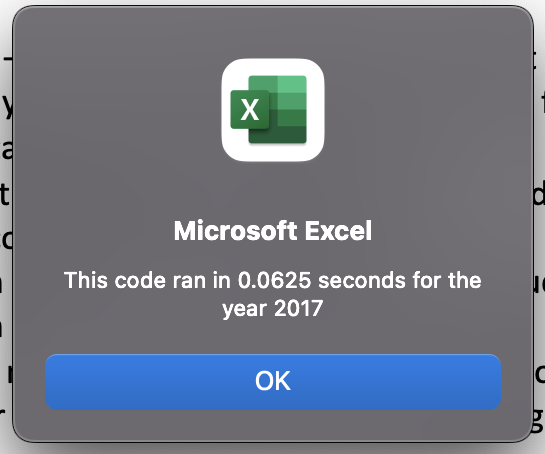 X
Microsoft Excel
This code ran in 0.0625 seconds for the
year 2017
OK